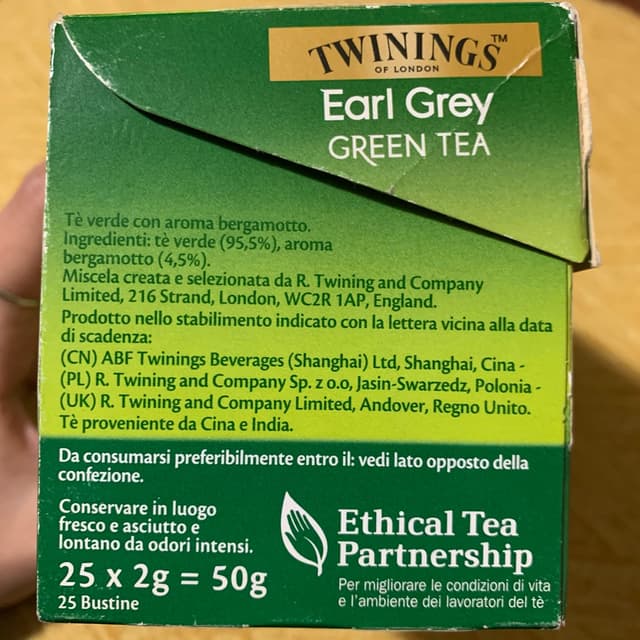 TWININGS™
OF LONDON
Earl Grey
GREEN TEA
Tè verde con aroma bergamotto.
Ingredienti: tè verde (95,5%), aroma
bergamotto (4,5%).
Miscela creata e selezionata da R. Twining and Company
Limited, 216 Strand, London, WC2R 1AP, England.
Prodotto nello stabilimento indicato con la lettera vicina alla data
di scadenza:
(CN) ABF Twinings Beverages (Shanghai) Ltd, Shanghai, Cina -
(PL) R. Twining and Company Sp. z o.o, Jasin-Swarzedz, Polonia -
(UK) R. Twining and Company Limited, Andover, Regno Unito.
Tè proveniente da Cina e India.
Da consumarsi preferibilmente entro il: vedi lato opposto della
confezione.
Conservare in luogo
fresco e asciutto e
lontano da odori intensi.
25 x 2g = 50g
25 Bustine
Ethical Tea
Partnership
Per migliorare le condizioni di vita
e l'ambiente dei lavoratori del tè